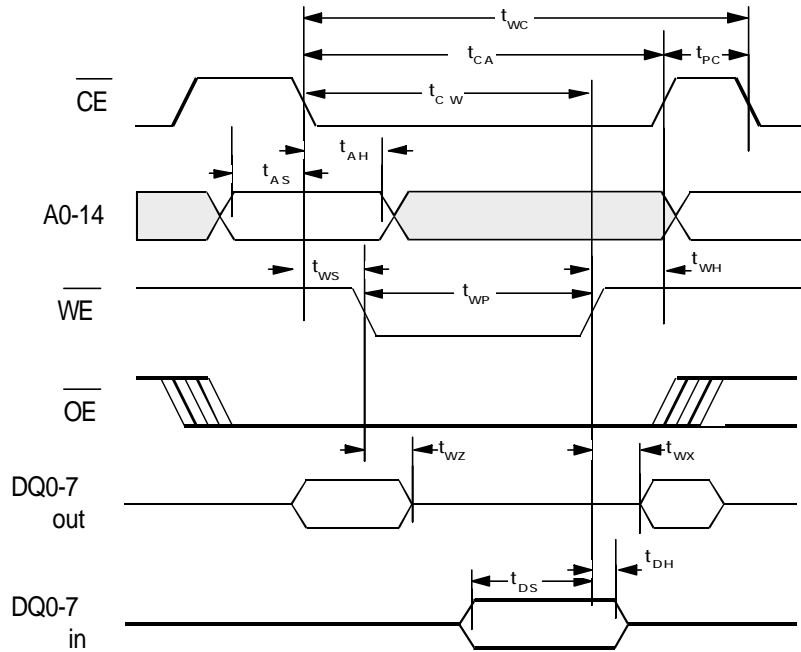 tWC
tCA
tPC
CE
tCW
tAH
tAS
A0-14
tWS
tWH
tWP
WE
OE
tWZ
tWX
DQ0-7
out
tDH
tDS
DQ0-7
in